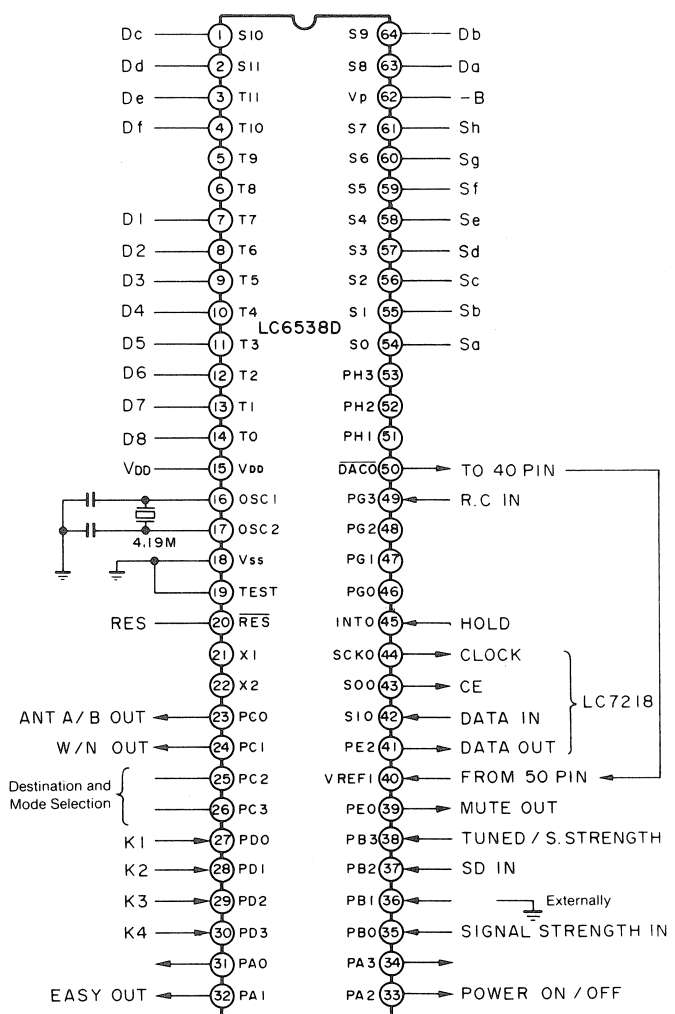 Dc 1 S10 S9 64 Db
Dd 2 S11 S8 63 Da
De 3 T11 Vp 62 -B
Df 4 T10 S7 61 Sh
5 T9 S6 60 Sg
6 T8 S5 59 Sf
D1 7 T7 S4 58 Se
D2 8 T6 S3 57 Sd
D3 9 T5 S2 56 Sc
D4 10 T4 S1 55 Sb
LC6538D
D5 11 T3 S0 54 Sa
D6 12 T2 PH3 53
D7 13 T1 PH2 52
D8 14 T0 PH1 51
VDD 15 VDD DACO 50 TO 40 PIN
16 OSC1 PG3 49 R.C IN
17 OSC2 PG2 48
4.19M
18 Vss PG1 47
19 TEST PG0 46
RES 20 RES INT0 45 HOLD
21 X1 SCK0 44 CLOCK
22 X2 SO0 43 CE
LC7218
ANT A/B OUT 23 PC0 SI0 42 DATA IN
W/N OUT 24 PC1 PE2 41 DATA OUT
Destination and
Mode Selection
25 PC2 VREF1 40 FROM 50 PIN
26 PC3 PE0 39 MUTE OUT
K1 27 PD0 PB3 38 TUNED / S.STRENGTH
K2 28 PD1 PB2 37 SD IN
K3 29 PD2 PB1 36 Externally
K4 30 PD3 PB0 35 SIGNAL STRENGTH IN
31 PA0 PA3 34
EASY OUT 32 PA1 PA2 33 POWER ON / OFF